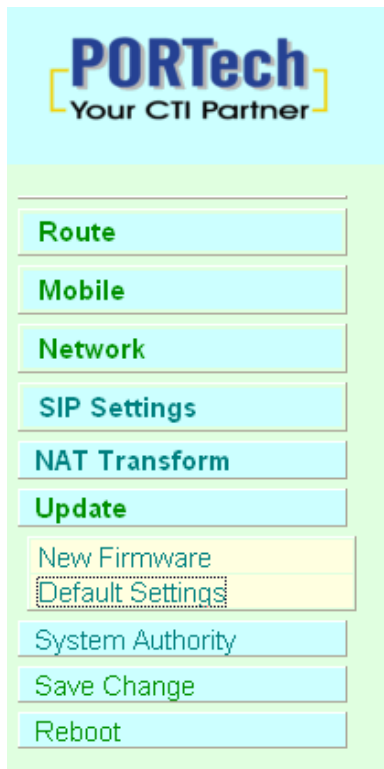 PORTech
Your CTI Partner
Route
Mobile
Network
SIP Settings
NAT Transform
Update
New Firmware
Default Settings
System Authority
Save Change
Reboot